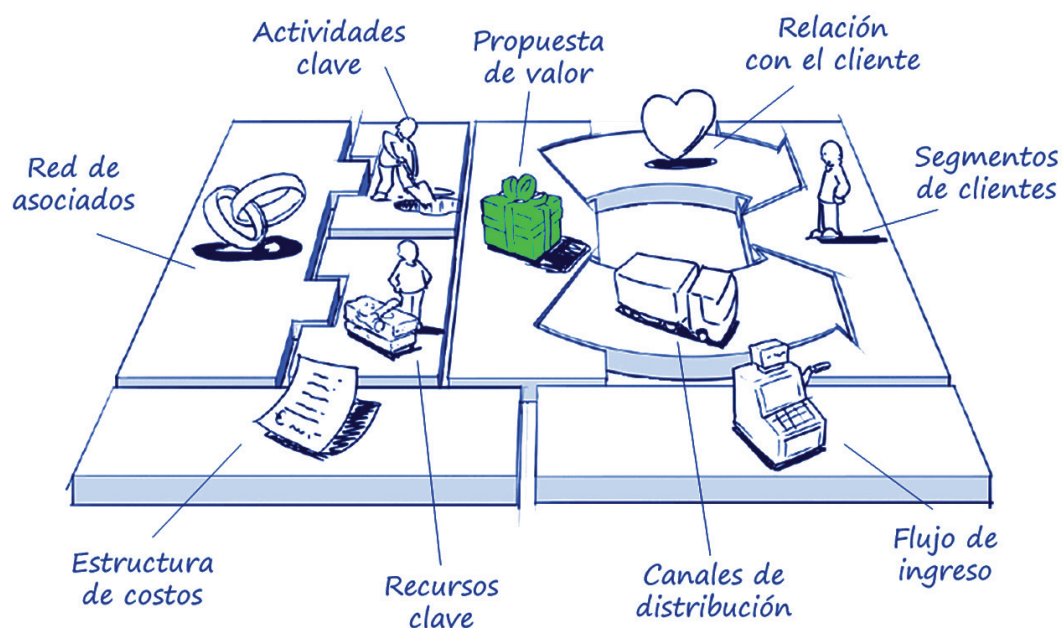 Actividades
clave
Propuesta
de valor
Relación
con el cliente
Red de
asociados
Segmentos
de clientes
Estructura
de costos
Recursos
clave
Canales de
distribución
Flujo de
ingreso